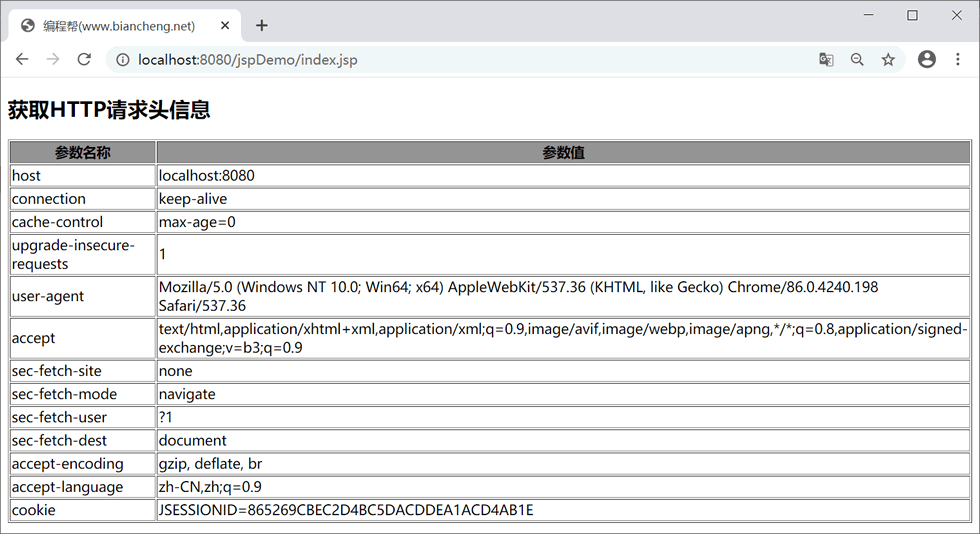 编程帮(www.biancheng.net)
localhost:8080/jspDemo/index.jsp
获取HTTP请求头信息
参数名称 参数值
host localhost:8080
connection keep-alive
cache-control max-age=0
upgrade-insecure-
requests 1
user-agent Mozilla/5.0 (Windows NT 10.0; Win64; x64) AppleWebKit/537.36 (KHTML, like Gecko) Chrome/86.0.4240.198
Safari/537.36
accept text/html,application/xhtml+xml,application/xml;q=0.9,image/avif,image/webp,image/apng,*/*;q=0.8,application/signed-
exchange;v=b3;q=0.9
sec-fetch-site none
sec-fetch-mode navigate
sec-fetch-user ?1
sec-fetch-dest document
accept-encoding gzip, deflate, br
accept-language zh-CN,zh;q=0.9
cookie JSESSIONID=865269CBEC2D4BC5DACDDEA1ACD4AB1E